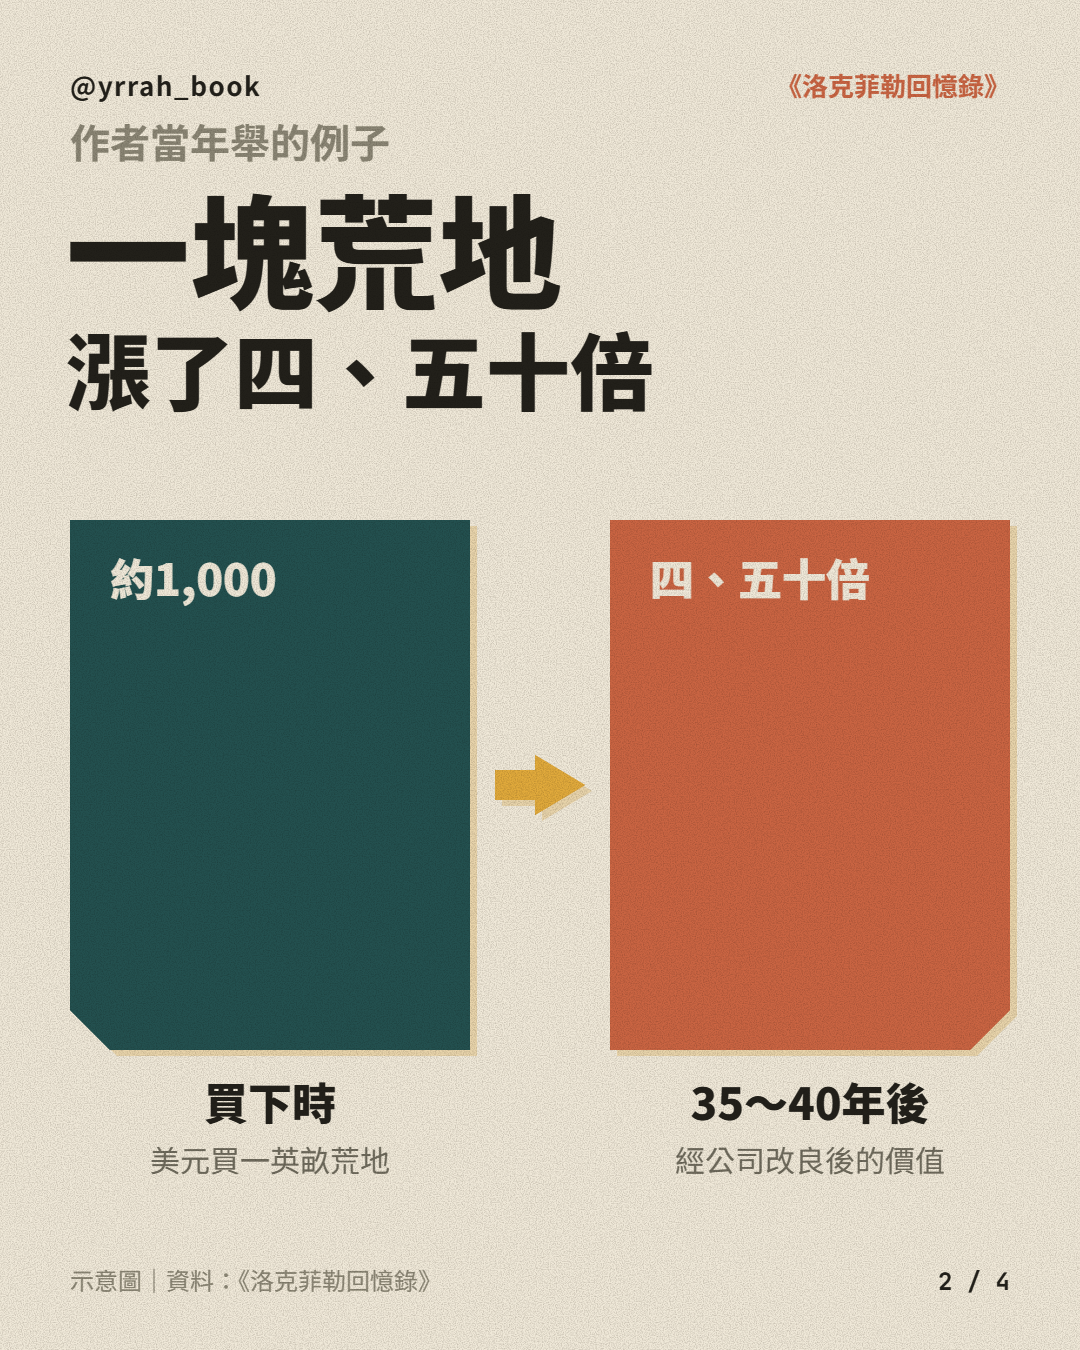 @yrrah_book
《洛克菲勒回憶錄》
作者當年舉的例子
一塊荒地
漲了四、五十倍
約1,000
四、五十倍
買下時
35～40年後
美元買一英畝荒地
經公司改良後的價值
示意圖｜資料：《洛克菲勒回憶錄》
2 / 4